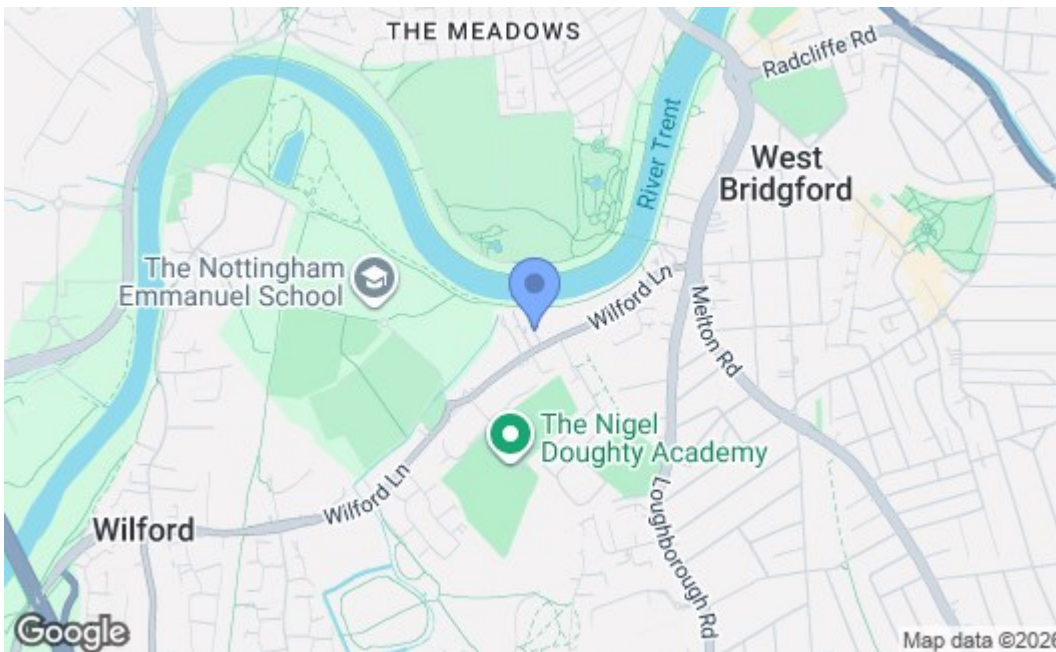 THE MEADOWS
Radcliffe Rd
River Trent
West
Bridgford
The Nottingham
Emmanuel School
Wilford Ln
Melton Rd
The Nigel
Doughty Academy
Wilford Ln
Loughborough Rd
Wilford
Google
Map data ©2026